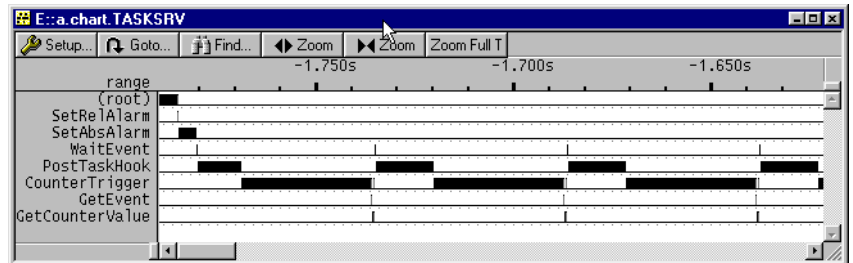 E::a.chart.TASKSRV
Setup... Goto... Find... Zoom Zoom Zoom Full T
-1.750s -1.700s -1.650s
range
(root)
SetRelAlarm
SetAbsAlarm
WaitEvent
PostTaskHook
CounterTrigger
GetEvent
GetCounterValue